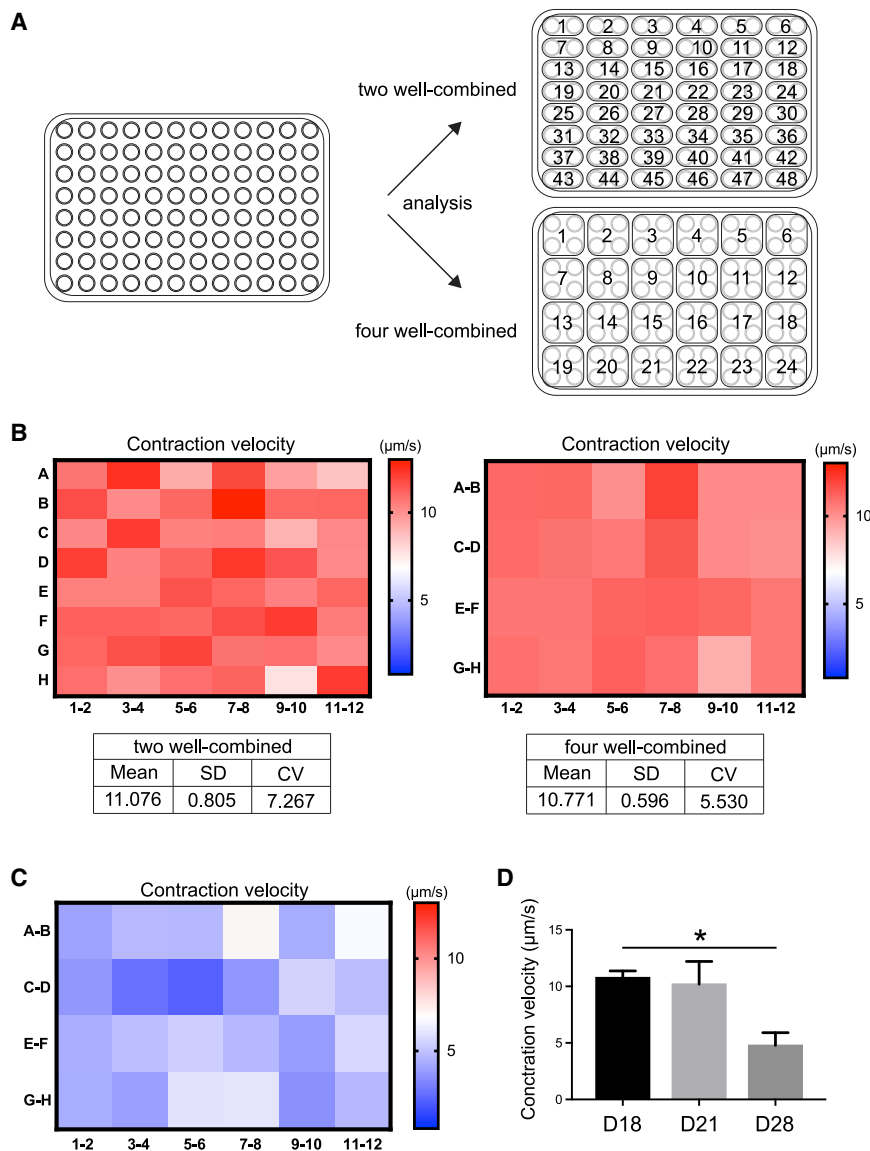 A
two well-combined
analysis
four well-combined
1 2 3 4 5 6
7 8 9 10 11 12
13 14 15 16 17 18
19 20 21 22 23 24
25 26 27 28 29 30
31 32 33 34 35 36
37 38 39 40 41 42
43 44 45 46 47 48
1 2 3 4 5 6
7 8 9 10 11 12
13 14 15 16 17 18
19 20 21 22 23 24
B
Contraction velocity
(µm/s)
A
B
C
D
E
F
G
H
10
5
1-2 3-4 5-6 7-8 9-10 11-12
two well-combined
Mean SD CV
11.076 0.805 7.267
Contraction velocity
(µm/s)
A-B
C-D
E-F
G-H
10
5
1-2 3-4 5-6 7-8 9-10 11-12
four well-combined
Mean SD CV
10.771 0.596 5.530
C
Contraction velocity
(µm/s)
A-B
C-D
E-F
G-H
10
5
1-2 3-4 5-6 7-8 9-10 11-12
D
Conctration velocity (µm/s)
15
10
5
0
*
D18 D21 D28